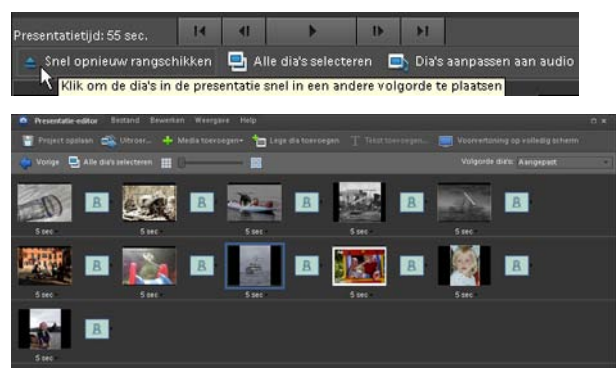 Presentatietijd: 55 sec.
Snel opnieuw rangschikken Alle dia's selecteren Dia's aanpassen aan audio
Klik om de dia's in de presentatie snel in een andere volgorde te plaatsen
Presentatie-editor Bestand Bewerken Weergave Help
Project opslaan Uitvoer... Media toevoegen Lege dia toevoegen Tekst toevoegen... Voorvertoning op volledig scherm
Vorige Alle dia's selecteren Volgorde dia's: Aangepast
5 sec 5 sec 5 sec 5 sec 5 sec
5 sec 5 sec 5 sec 5 sec 5 sec
5 sec